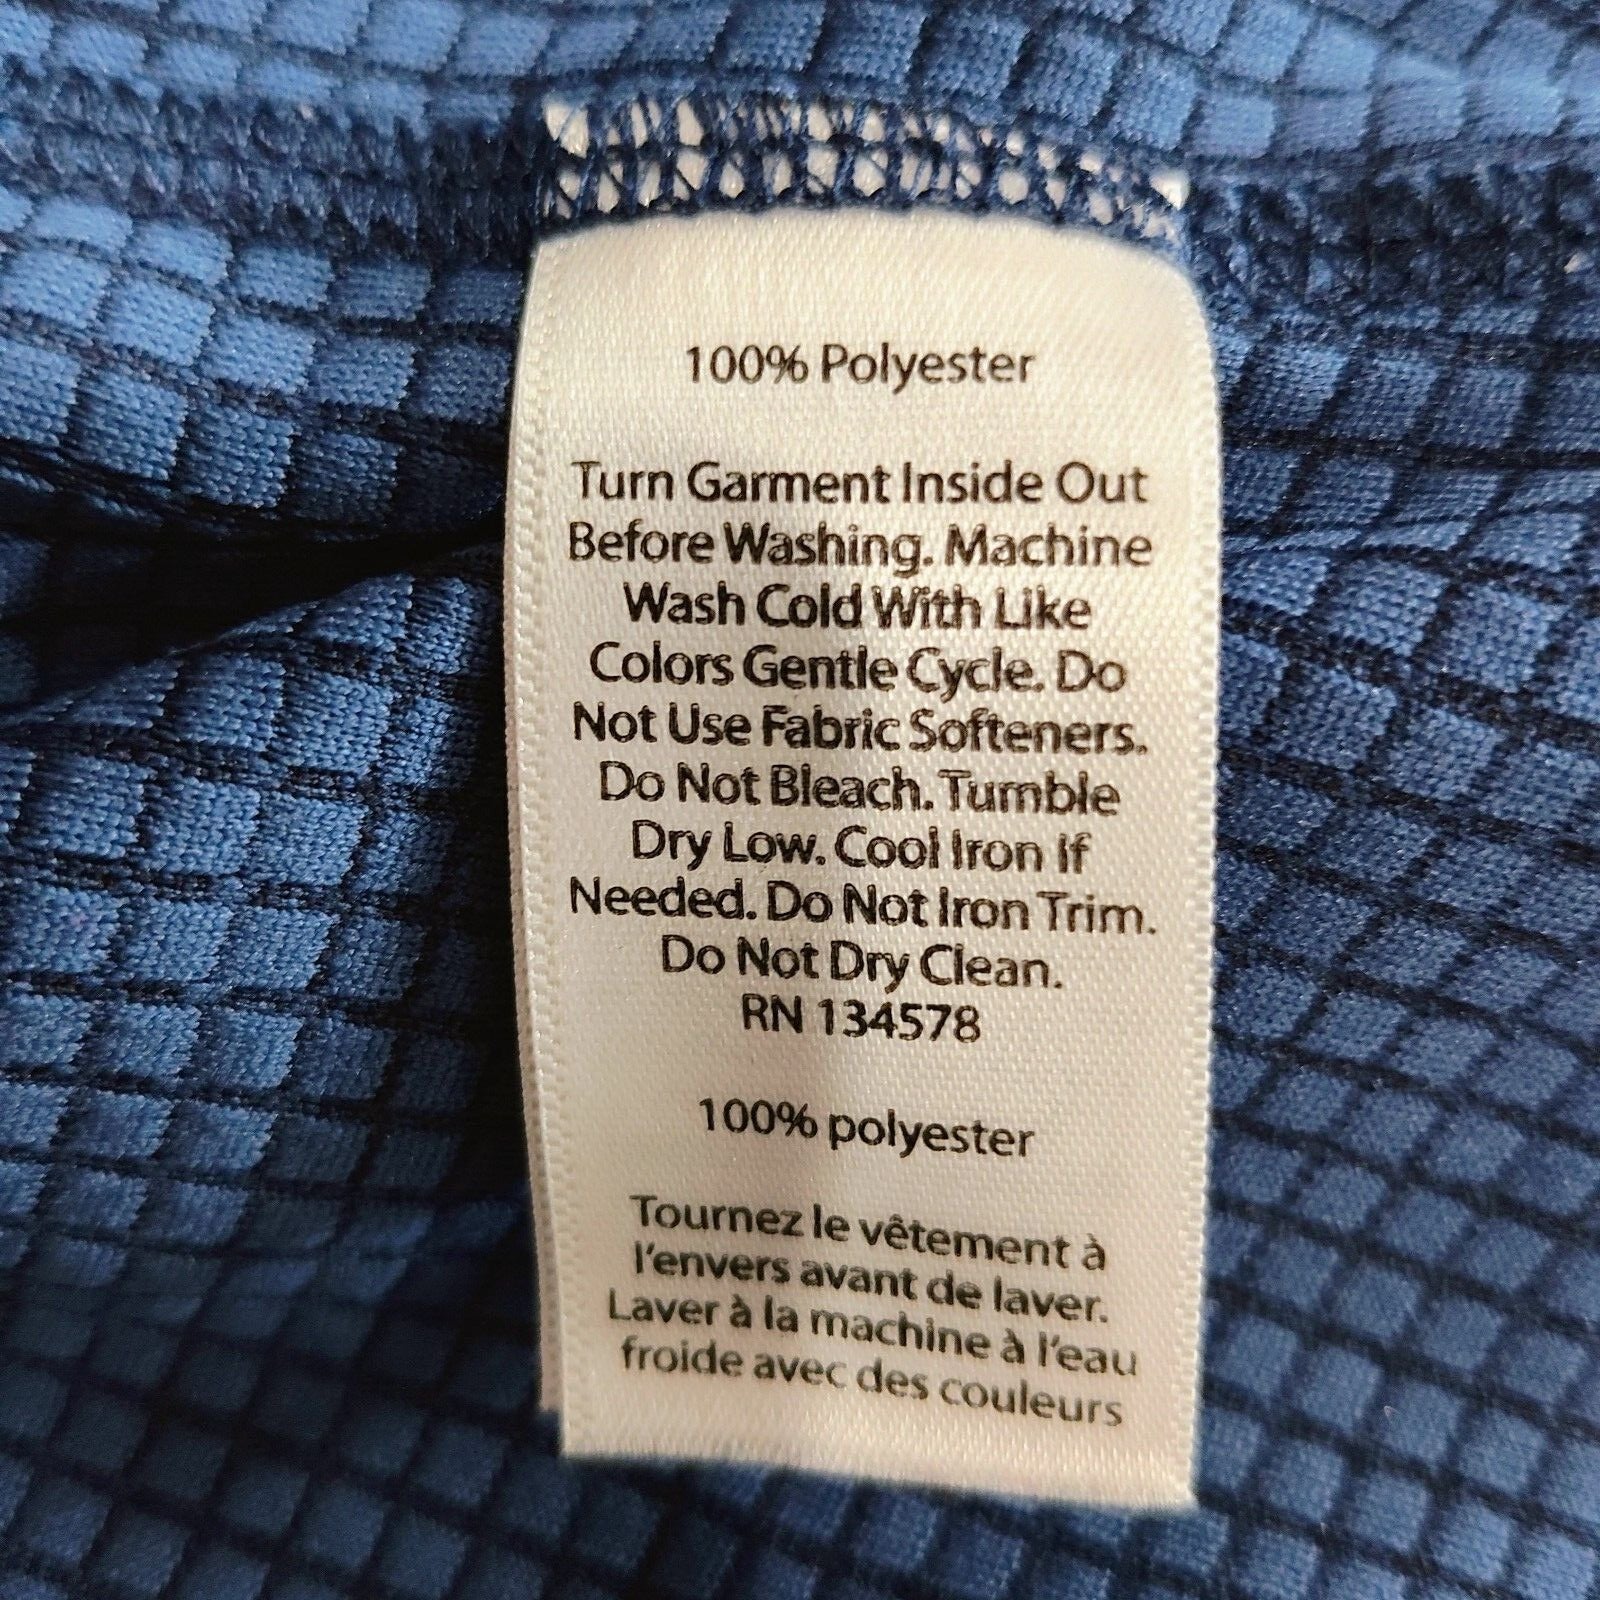 100% Polyester
Turn Garment Inside Out
Before Washing. Machine
Wash Cold With Like
Colors Gentle Cycle. Do
Not Use Fabric Softeners.
Do Not Bleach. Tumble
Dry Low. Cool Iron If
Needed. Do Not Iron Trim.
Do Not Dry Clean.
RN 134578
100% polyester
Tournez le vêtement à
l'envers avant de laver.
Laver à la machine à l'eau
froide avec des couleurs